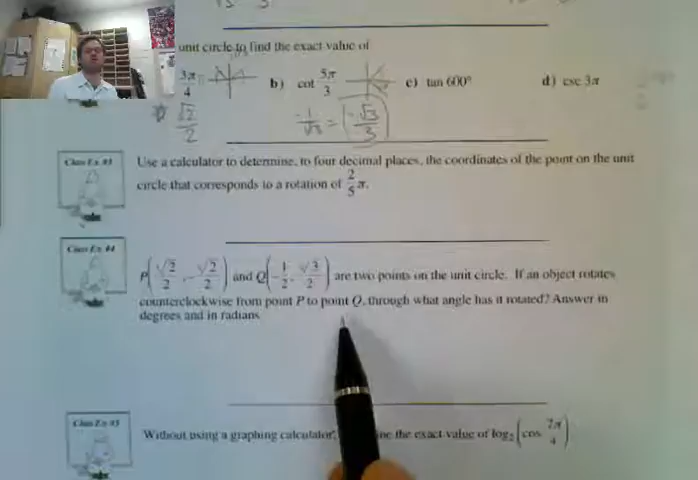 unit circle to find the exact value of
3π/4 b) cot 5π/3 c) tan 600° d) csc 3π
√2/2 -1/√3 = -√3/3
Class Ex. #3
Use a calculator to determine, to four decimal places, the coordinates of the point on the unit
circle that corresponds to a rotation of 2/5 π.
Class Ex. #4
P(√2/2, -√2/2) and Q(-1/2, √3/2) are two points on the unit circle. If an object rotates
counterclockwise from point P to point Q, through what angle has it rotated? Answer in
degrees and in radians
Class Ex. #5
Without using a graphing calculator, the exact value of log₂(cos 7π/4)